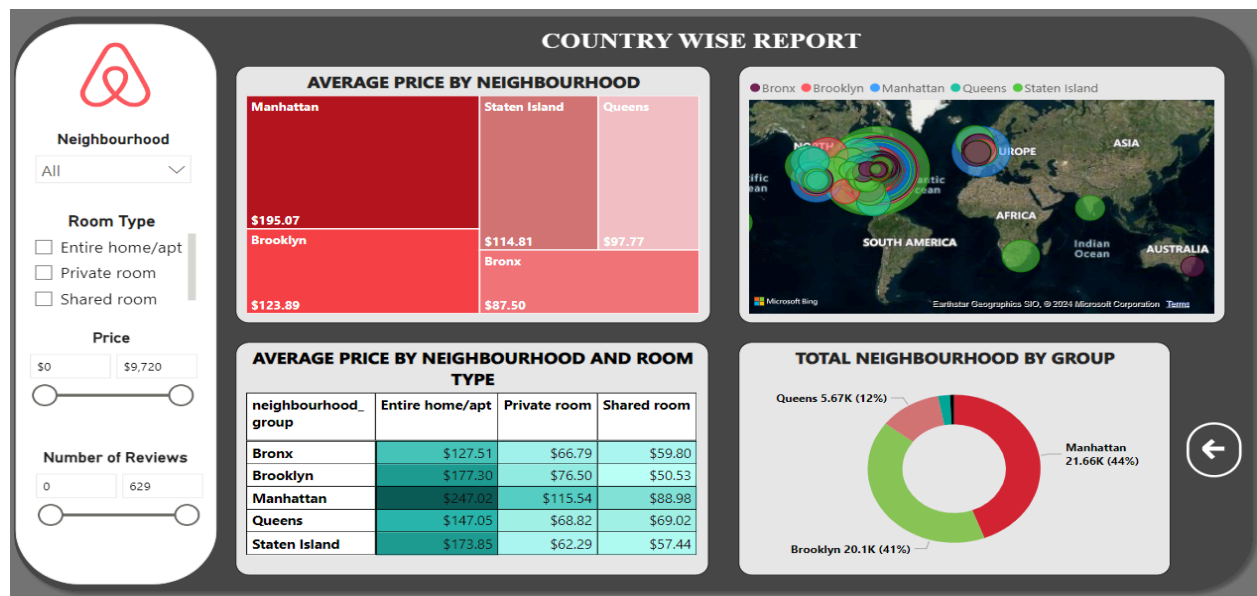 COUNTRY WISE REPORT
Neighbourhood
All
Room Type
Entire home/apt
Private room
Shared room
Price
$0 $9,720
Number of Reviews
0 629
AVERAGE PRICE BY NEIGHBOURHOOD
Manhattan
$195.07
Brooklyn
$123.89
Staten Island
$114.81
Queens
$97.77
Bronx
$87.50
Bronx Brooklyn Manhattan Queens Staten Island
NORTH
EUROPE
ASIA
AFRICA
SOUTH AMERICA
Indian
Ocean
AUSTRALIA
Microsoft Bing
Earthstar Geographics SIO, © 2024 Microsoft Corporation Terms
AVERAGE PRICE BY NEIGHBOURHOOD AND ROOM
TYPE
neighbourhood_ Entire home/apt Private room Shared room
group
Bronx $127.51 $66.79 $59.80
Brooklyn $177.30 $76.50 $50.53
Manhattan $247.02 $115.54 $88.98
Queens $147.05 $68.82 $69.02
Staten Island $173.85 $62.29 $57.44
TOTAL NEIGHBOURHOOD BY GROUP
Queens 5.67K (12%)
Manhattan
21.66K (44%)
Brooklyn 20.1K (41%)